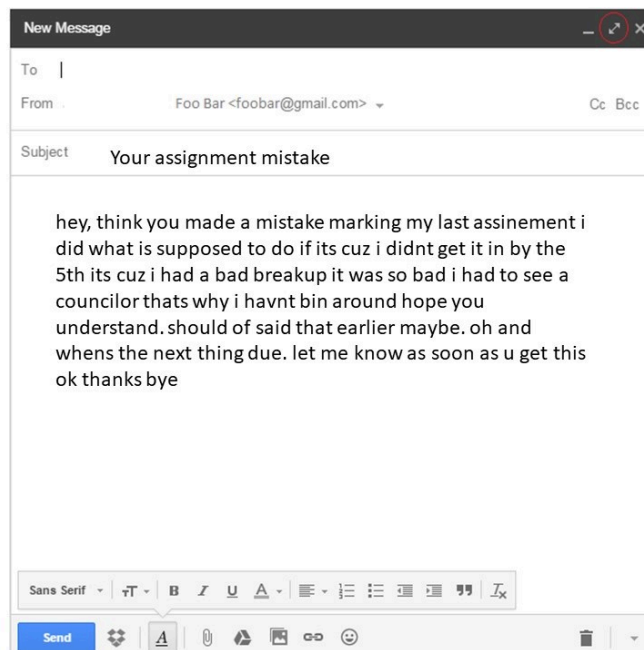 New Message
To
From Foo Bar <foobar@gmail.com> Cc Bcc
Subject Your assignment mistake
hey, think you made a mistake marking my last assinement i
did what is supposed to do if its cuz i didnt get it in by the
5th its cuz i had a bad breakup it was so bad i had to see a
councilor thats why i havnt bin around hope you
understand. should of said that earlier maybe. oh and
whens the next thing due. let me know as soon as u get this
ok thanks bye
Sans Serif TT B I U A Ix
Send A